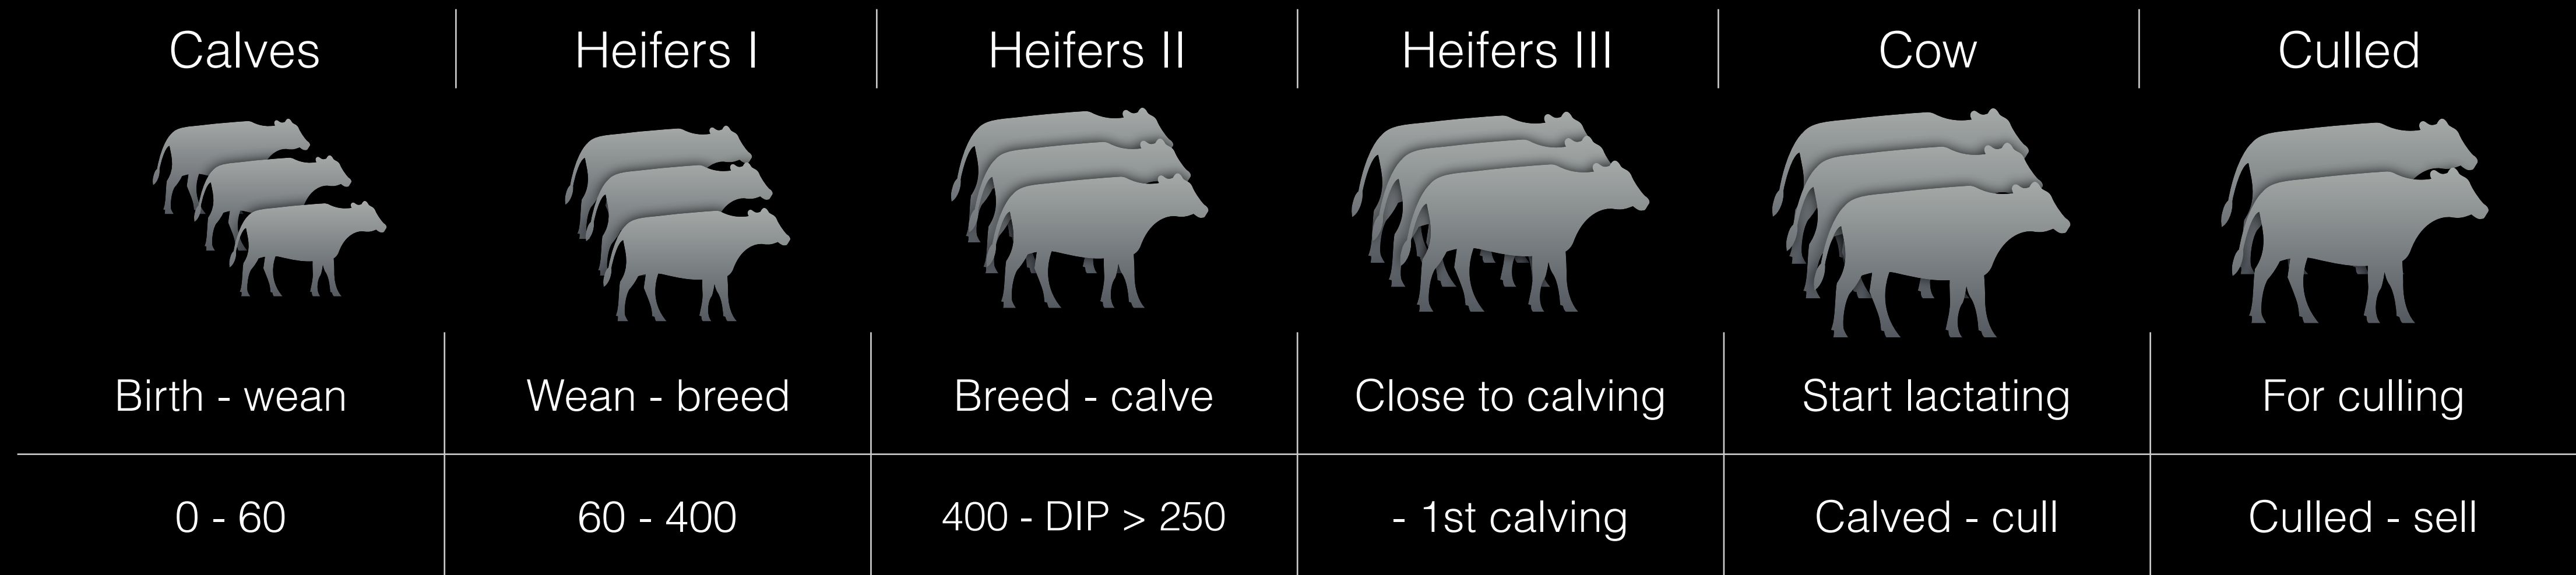 Calves
Heifers I
Heifers II
Heifers III
Cow
Culled
Birth - wean
Wean - breed
Breed - calve
Close to calving
Start lactating
For culling
0 - 60
60 - 400
400 - DIP > 250
- 1st calving
Calved - cull
Culled - sell